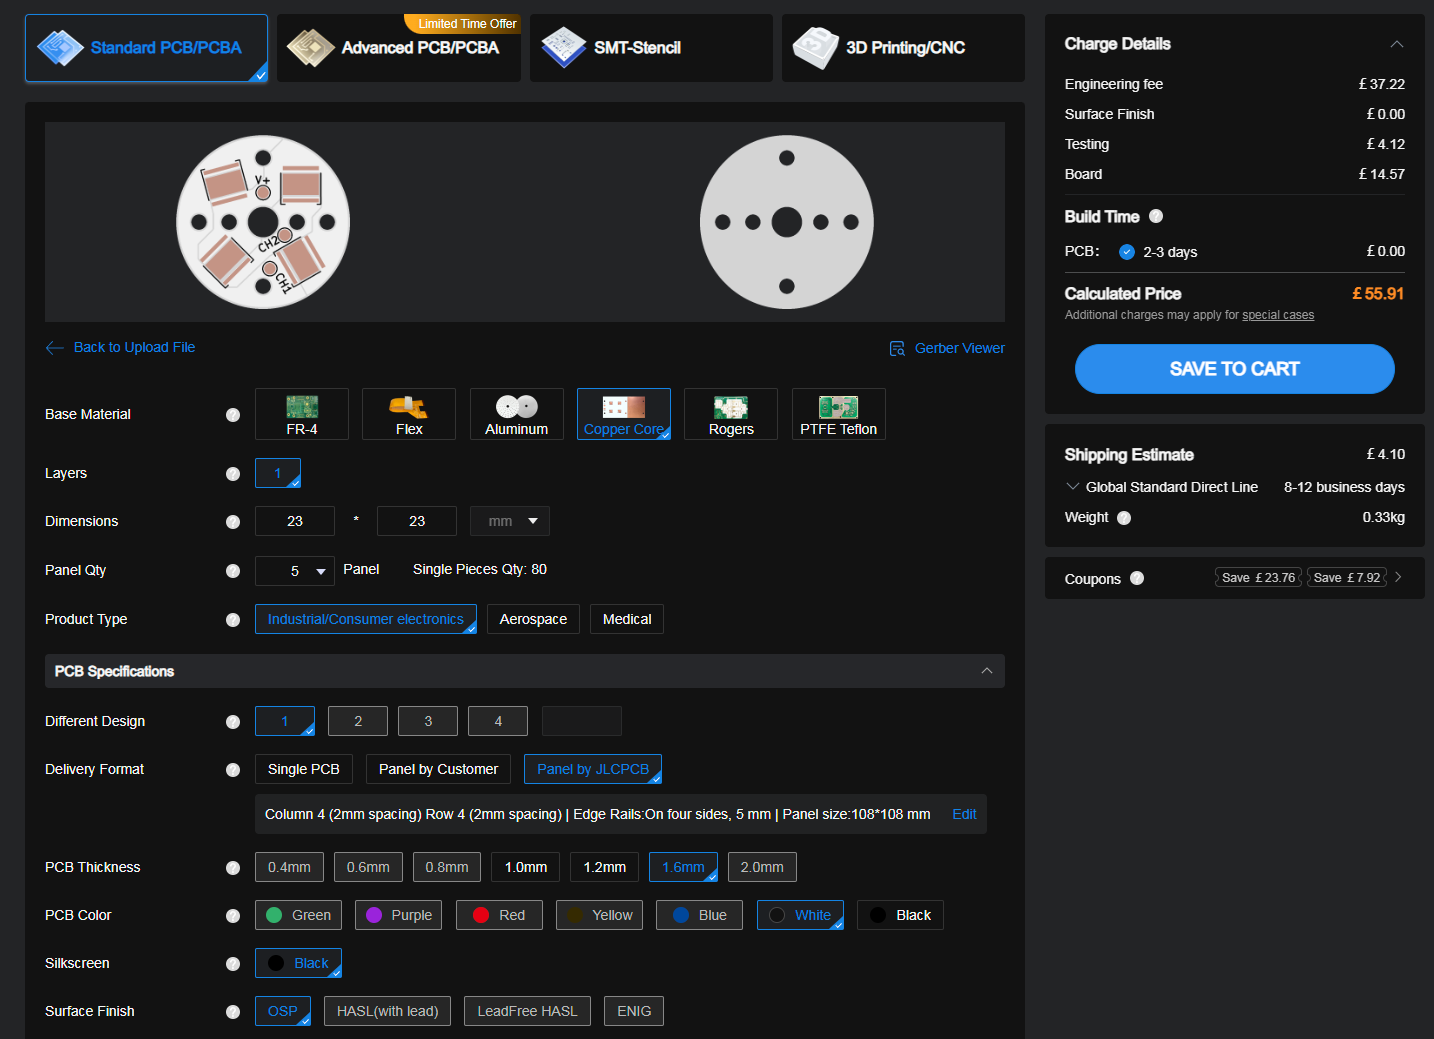 Standard PCB/PCBA
Limited Time Offer
Advanced PCB/PCBA
SMT-Stencil
3D
3D Printing/CNC
V+
CH2
CH1
Back to Upload File
Gerber Viewer
Base Material ? FR-4 Flex Aluminum Copper Core Rogers PTFE Teflon
Layers ? 1
Dimensions ? 23 * 23 mm
Panel Qty ? 5 Panel Single Pieces Qty: 80
Product Type ? Industrial/Consumer electronics Aerospace Medical
PCB Specifications
Different Design ? 1 2 3 4
Delivery Format ? Single PCB Panel by Customer Panel by JLCPCB
Column 4 (2mm spacing) Row 4 (2mm spacing) | Edge Rails:On four sides, 5 mm | Panel size:108*108 mm Edit
PCB Thickness ? 0.4mm 0.6mm 0.8mm 1.0mm 1.2mm 1.6mm 2.0mm
PCB Color ? Green Purple Red Yellow Blue White Black
Silkscreen ? Black
Surface Finish ? OSP HASL(with lead) LeadFree HASL ENIG
Charge Details
Engineering fee £ 37.22
Surface Finish £ 0.00
Testing £ 4.12
Board £ 14.57
Build Time ?
PCB: 2-3 days £ 0.00
Calculated Price £ 55.91
Additional charges may apply for special cases
SAVE TO CART
Shipping Estimate £ 4.10
Global Standard Direct Line 8-12 business days
Weight ? 0.33kg
Coupons ? Save £ 23.76 Save £ 7.92